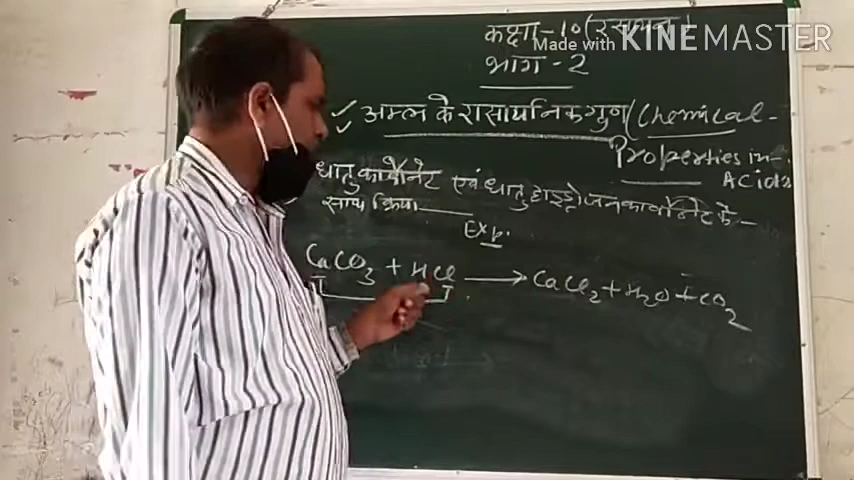 कक्षा-10 (रसायन)
Made with KINEMASTER
भाग-2
अम्ल के रासायनिक गुण/Chemical-
Properties in-
Acids
धातु कार्बोनेट एवं धातु हाइड्रोजनकार्बोनेट के-
साथ क्रिया
Exp.
CaCO3 + HCl → CaCl2 + H2O + CO2